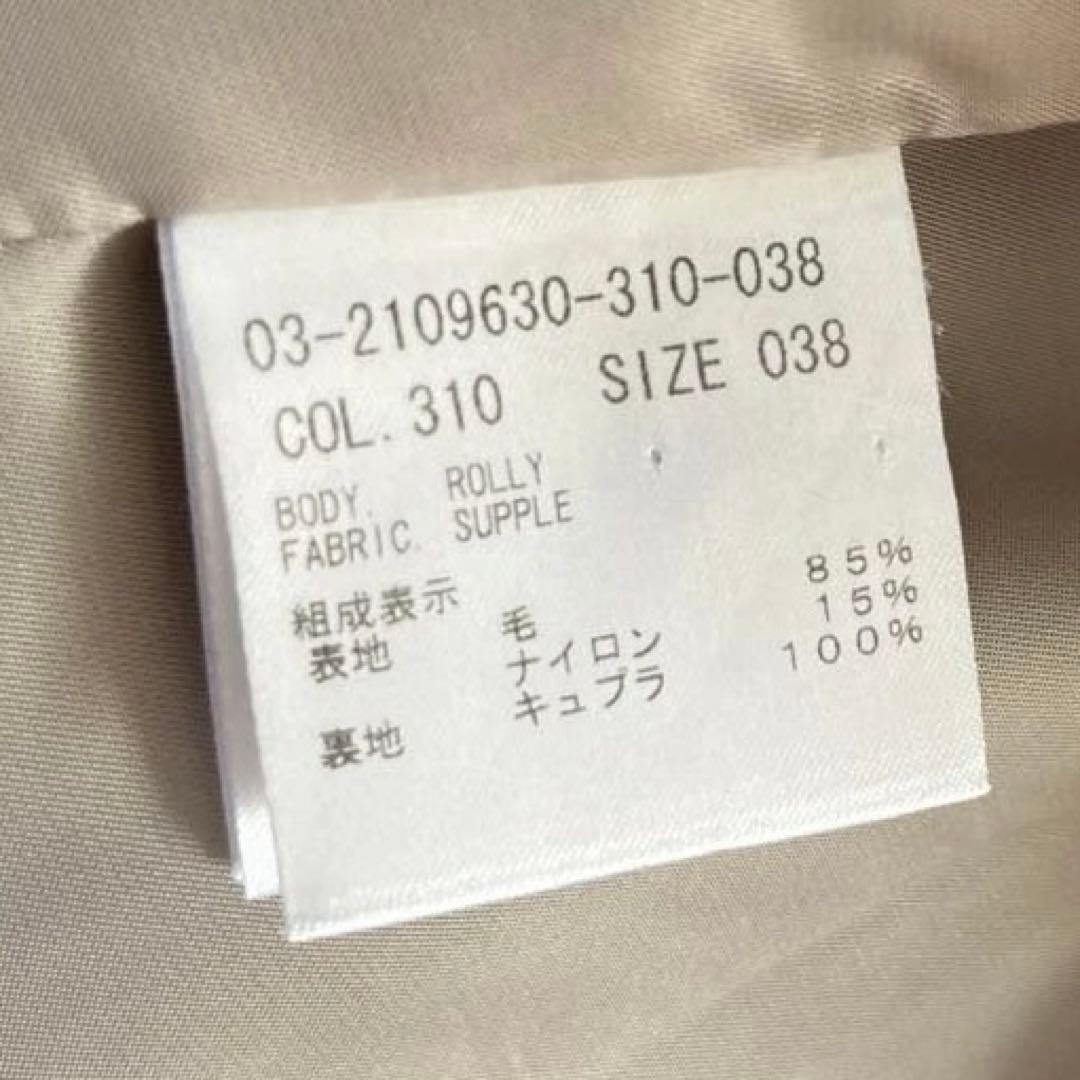 03-2109630-310-038
COL. 310 SIZE 038
BODY. ROLLY
FABRIC. SUPPLE
組成表示
表地 毛 85%
ナイロン 15%
裏地 キュプラ 100%